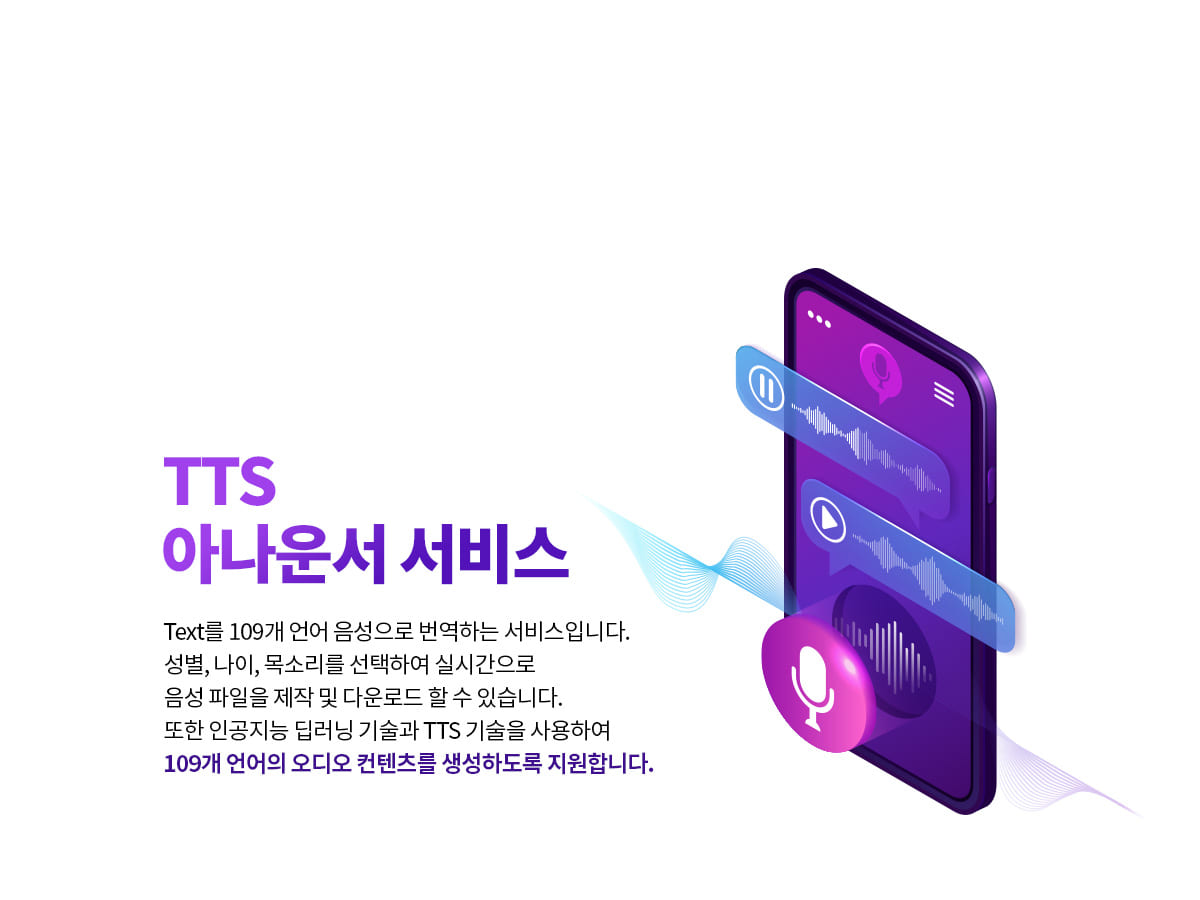 TTS
아나운서 서비스
Text를 109개 언어 음성으로 번역하는 서비스입니다.
성별, 나이, 목소리를 선택하여 실시간으로
음성 파일을 제작 및 다운로드 할 수 있습니다.
또한 인공지능 딥러닝 기술과 TTS 기술을 사용하여
109개 언어의 오디오 컨텐츠를 생성하도록 지원합니다.